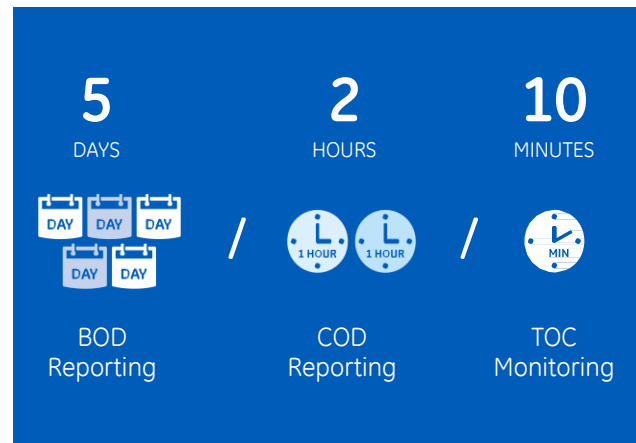 5
DAYS
DAY DAY DAY
DAY DAY
BOD
Reporting
/
2
HOURS
1 HOUR 1 HOUR
COD
Reporting
/
10
MINUTES
MIN
TOC
Monitoring